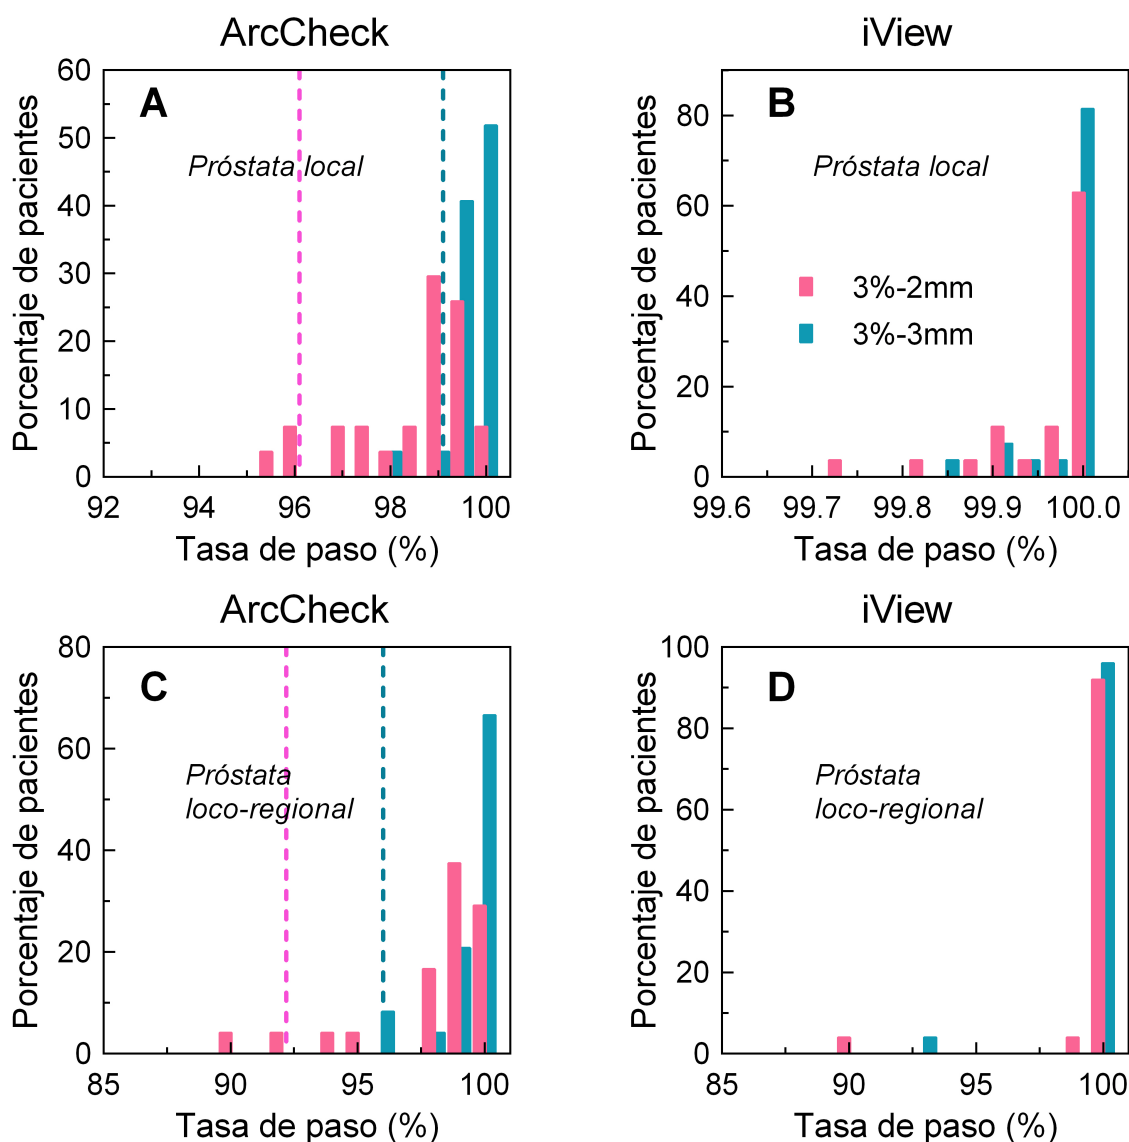 ArcCheck
A
Próstata local
Porcentaje de pacientes
60
50
40
30
20
10
0
92 94 96 98 100
Tasa de paso (%)
iView
B
Próstata local
3%-2mm
3%-3mm
Porcentaje de pacientes
80
60
40
20
0
99.6 99.7 99.8 99.9 100.0
Tasa de paso (%)
ArcCheck
C
Próstata
loco-regional
Porcentaje de pacientes
80
60
40
20
0
85 90 95 100
Tasa de paso (%)
iView
D
Próstata
loco-regional
Porcentaje de pacientes
100
80
60
40
20
0
85 90 95 100
Tasa de paso (%)